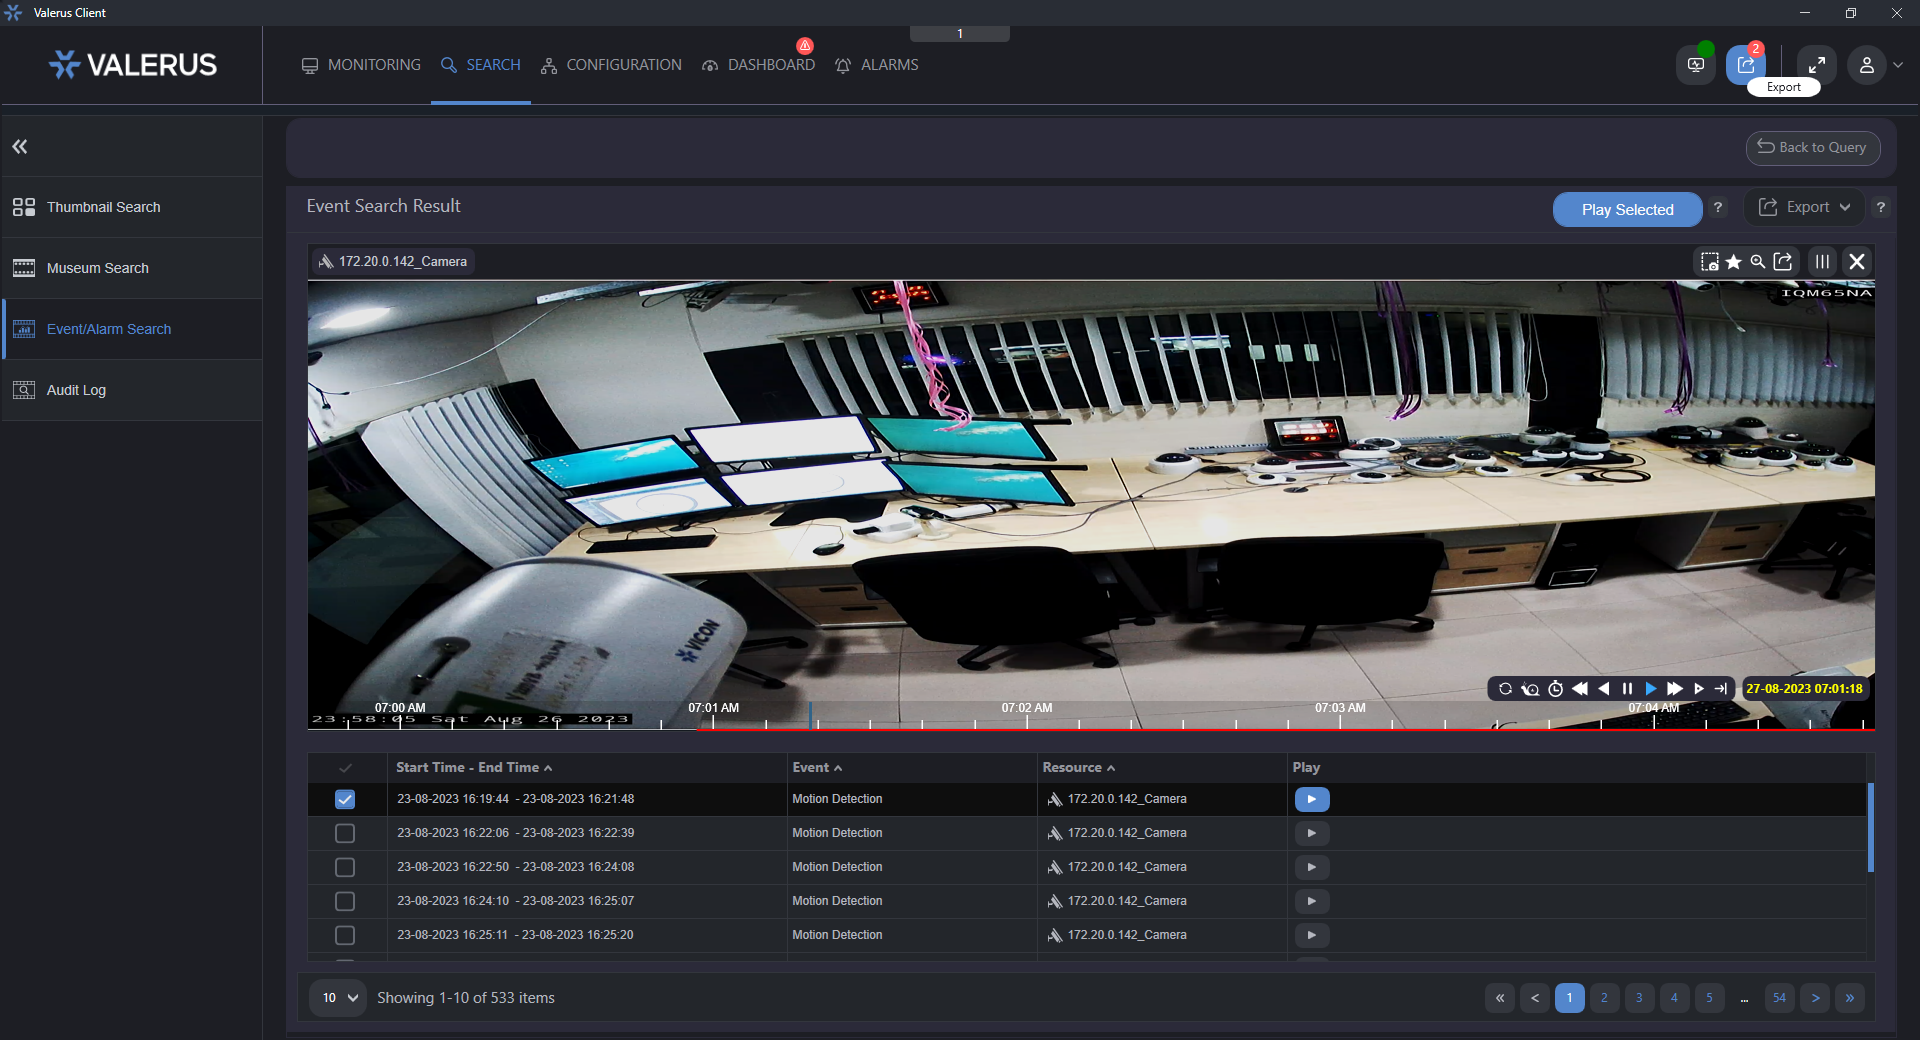 Valerus Client
1
VALERUS
MONITORING
SEARCH
CONFIGURATION
DASHBOARD
ALARMS
2
Export
Back to Query
Thumbnail Search
Museum Search
Event/Alarm Search
Audit Log
Event Search Result
Play Selected
?
Export
?
172.20.0.142_Camera
IQM65NA
VICON
27-08-2023 07:01:18
07:00 AM
07:01 AM
07:02 AM
07:03 AM
07:04 AM
23:58:05 Sat Aug 26 2023
Start Time - End Time
Event
Resource
Play
23-08-2023 16:19:44 - 23-08-2023 16:21:48
Motion Detection
172.20.0.142_Camera
23-08-2023 16:22:06 - 23-08-2023 16:22:39
Motion Detection
172.20.0.142_Camera
23-08-2023 16:22:50 - 23-08-2023 16:24:08
Motion Detection
172.20.0.142_Camera
23-08-2023 16:24:10 - 23-08-2023 16:25:07
Motion Detection
172.20.0.142_Camera
23-08-2023 16:25:11 - 23-08-2023 16:25:20
Motion Detection
172.20.0.142_Camera
10
Showing 1-10 of 533 items
« < 1 2 3 4 5 ... 54 > »